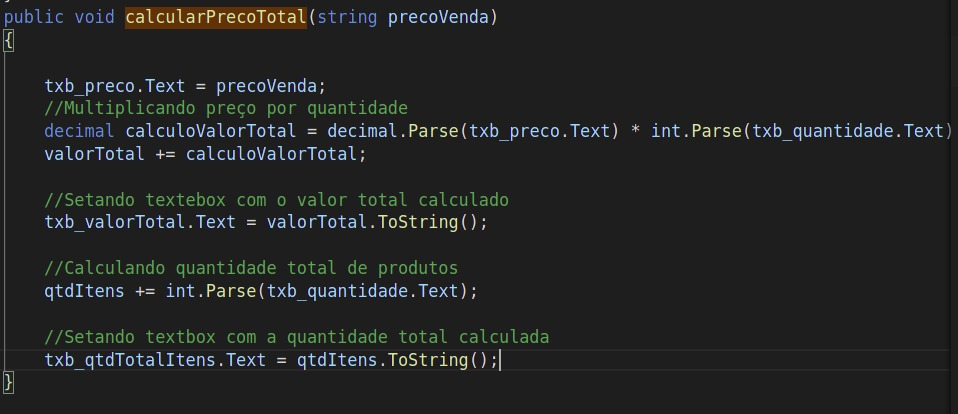 public void calcularPrecoTotal(string precoVenda)
{
txb_preco.Text = precoVenda;
//Multiplicando preço por quantidade
decimal calculoValorTotal = decimal.Parse(txb_preco.Text) * int.Parse(txb_quantidade.Text)
valorTotal += calculoValorTotal;
//Setando textebox com o valor total calculado
txb_valorTotal.Text = valorTotal.ToString();
//Calculando quantidade total de produtos
qtdItens += int.Parse(txb_quantidade.Text);
//Setando textbox com a quantidade total calculada
txb_qtdTotalItens.Text = qtdItens.ToString();
}